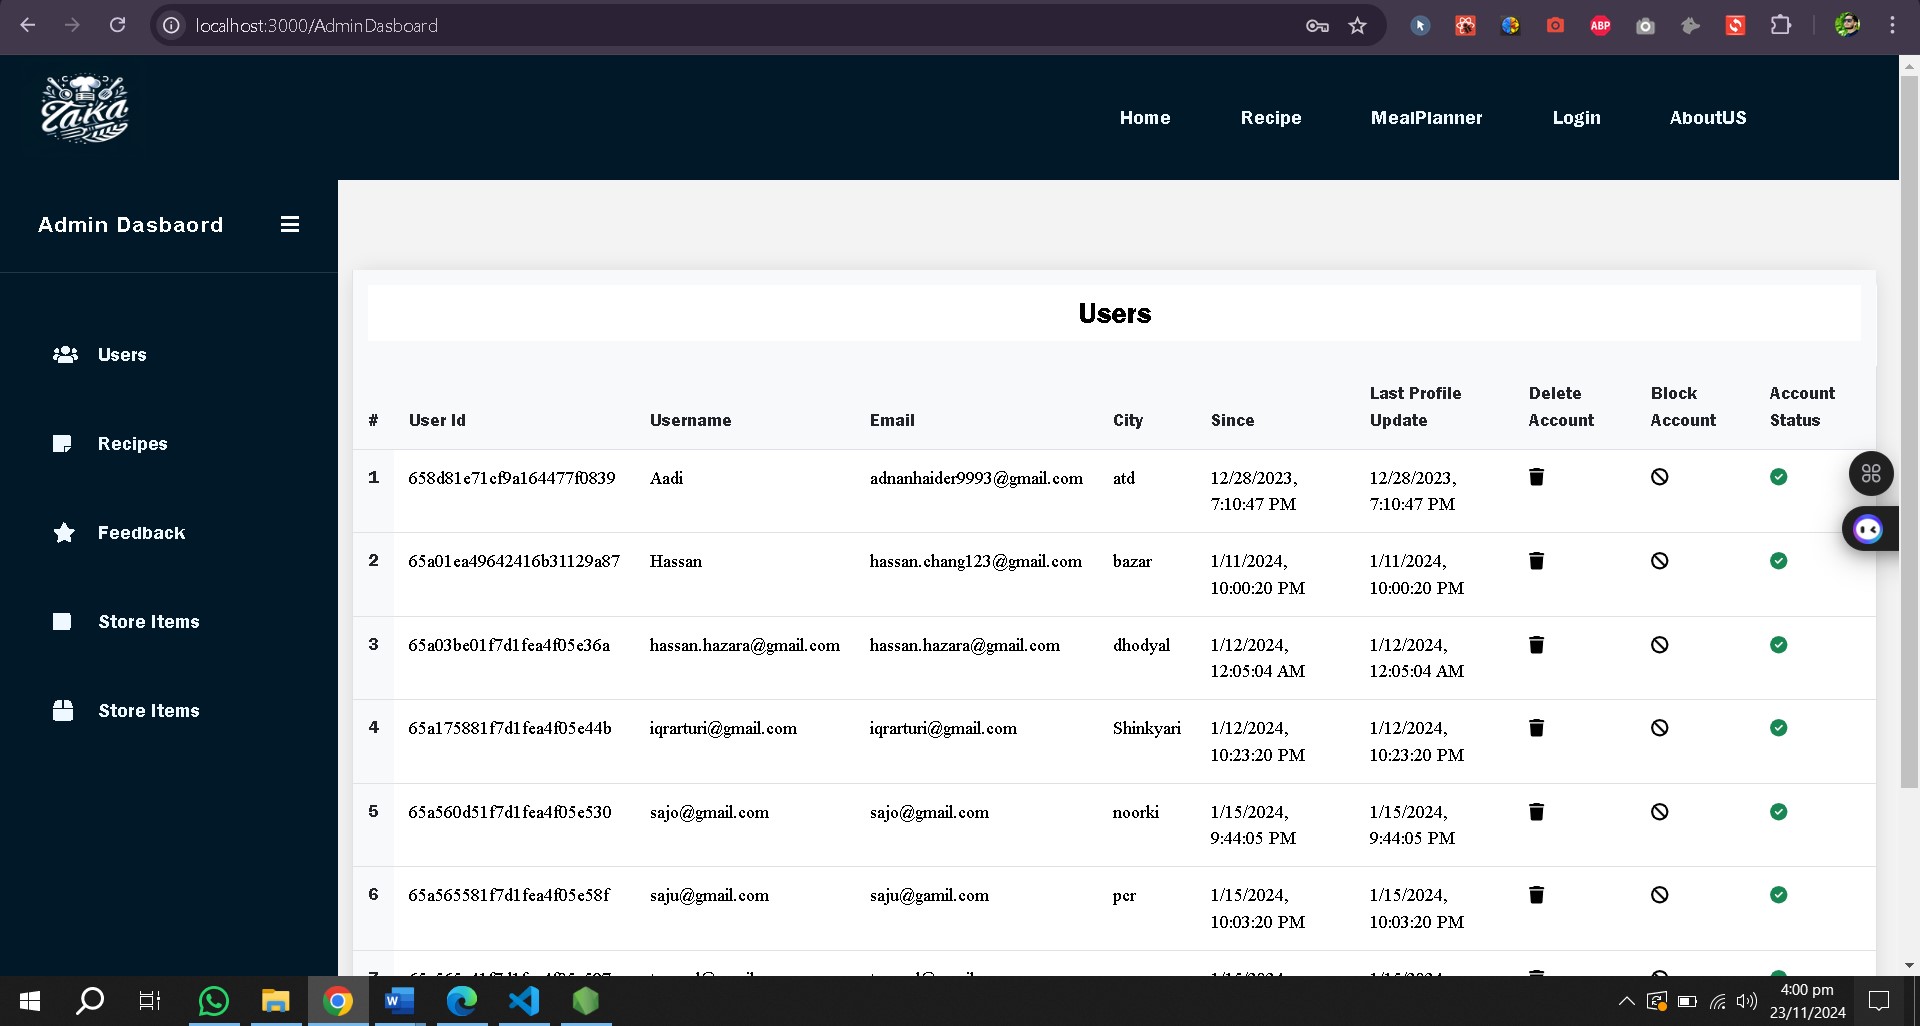 localhost:3000/AdminDasboard
ABP
Zaika
Home Recipe MealPlanner Login AboutUS
Admin Dasbaord
Users
Recipes
Feedback
Store Items
Store Items
Users
# User Id Username Email City Since Last Profile Update Delete Account Block Account Account Status
1 658d81e71cf9a164477f0839 Aadi adnanhaider9993@gmail.com atd 12/28/2023, 7:10:47 PM 12/28/2023, 7:10:47 PM
2 65a01ea49642416b31129a87 Hassan hassan.chang123@gmail.com bazar 1/11/2024, 10:00:20 PM 1/11/2024, 10:00:20 PM
3 65a03be01f7d1fea4f05e36a hassan.hazara@gmail.com hassan.hazara@gmail.com dhodyal 1/12/2024, 12:05:04 AM 1/12/2024, 12:05:04 AM
4 65a175881f7d1fea4f05e44b iqrarturi@gmail.com iqrarturi@gmail.com Shinkyari 1/12/2024, 10:23:20 PM 1/12/2024, 10:23:20 PM
5 65a560d51f7d1fea4f05e530 sajo@gmail.com sajo@gmail.com noorki 1/15/2024, 9:44:05 PM 1/15/2024, 9:44:05 PM
6 65a565581f7d1fea4f05e58f saju@gmail.com saju@gamil.com per 1/15/2024, 10:03:20 PM 1/15/2024, 10:03:20 PM
4:00 pm
23/11/2024